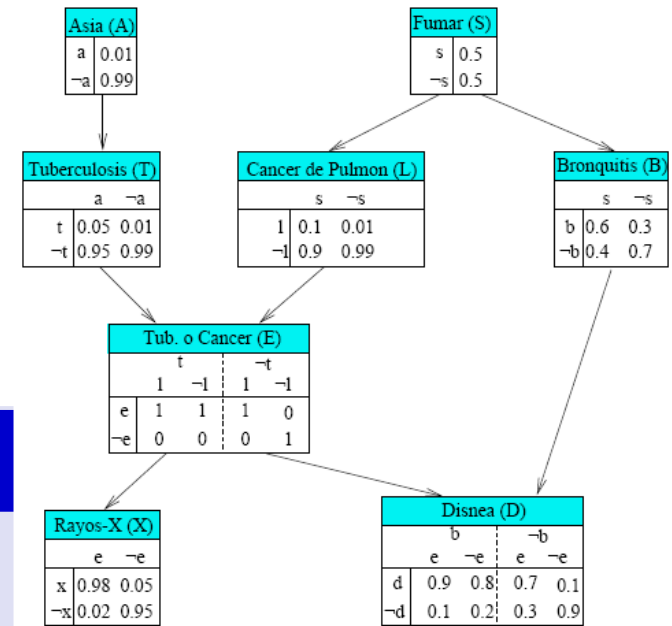 Asia (A)
a 0.01
¬a 0.99
Fumar (S)
s 0.5
¬s 0.5
Tuberculosis (T)
a ¬a
t 0.05 0.01
¬t 0.95 0.99
Cancer de Pulmon (L)
s ¬s
l 0.1 0.01
¬l 0.9 0.99
Bronquitis (B)
s ¬s
b 0.6 0.3
¬b 0.4 0.7
Tub. o Cancer (E)
t ¬t
l ¬l l ¬l
e 1 1 1 0
¬e 0 0 0 1
Rayos-X (X)
e ¬e
x 0.98 0.05
¬x 0.02 0.95
Disnea (D)
b ¬b
e ¬e e ¬e
d 0.9 0.8 0.7 0.1
¬d 0.1 0.2 0.3 0.9